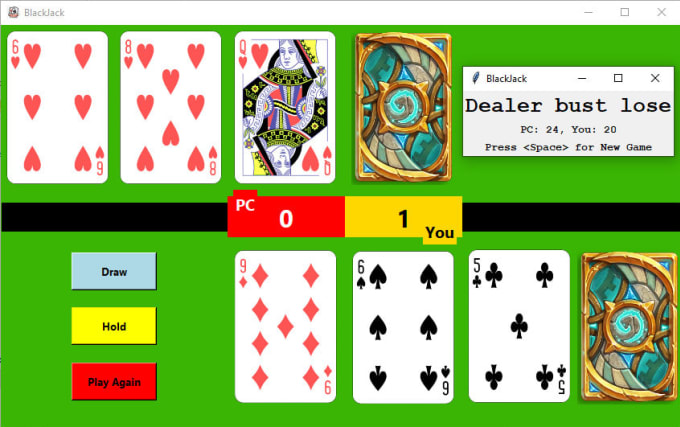 BlackJack
6
8
Q
BlackJack
Dealer bust lose
PC: 24, You: 20
Press <Space> for New Game
9
8
Q
PC
0
1
You
Draw
Hold
Play Again
9
6
5
6
9
5